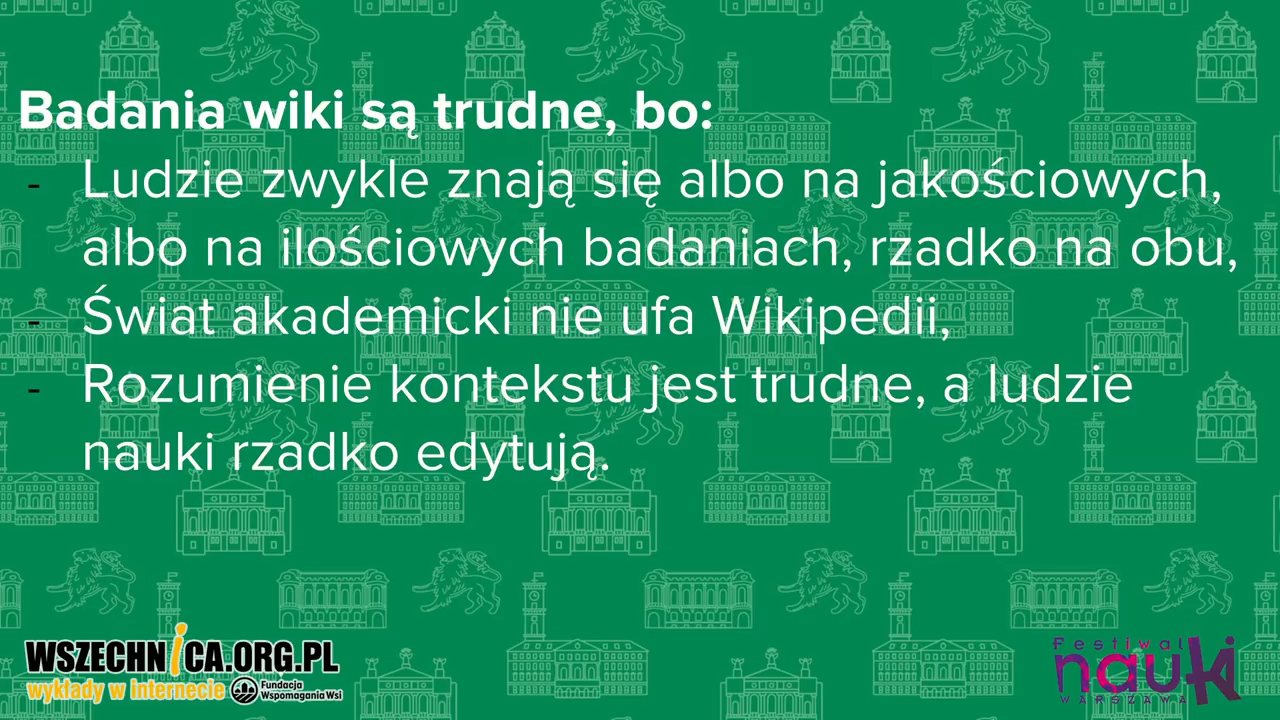 Badania wiki są trudne, bo:
- Ludzie zwykle znają się albo na jakościowych,
albo na ilościowych badaniach, rzadko na obu,
- Świat akademicki nie ufa Wikipedii,
- Rozumienie kontekstu jest trudne, a ludzie
nauki rzadko edytują.
WSZECHNICA.ORG.PL
wykłady w internecie
Fundacja
WspomaganiaWsi
Festiwal
nauki
WARSZAWA